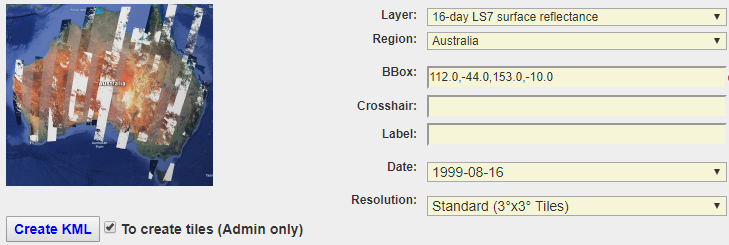 Layer: 16-day LS7 surface reflectance
Region: Australia
Australia
BBox: 112.0,-44.0,153.0,-10.0
Crosshair:
Label:
Date: 1999-08-16
Resolution: Standard (3°x3° Tiles)
Create KML To create tiles (Admin only)